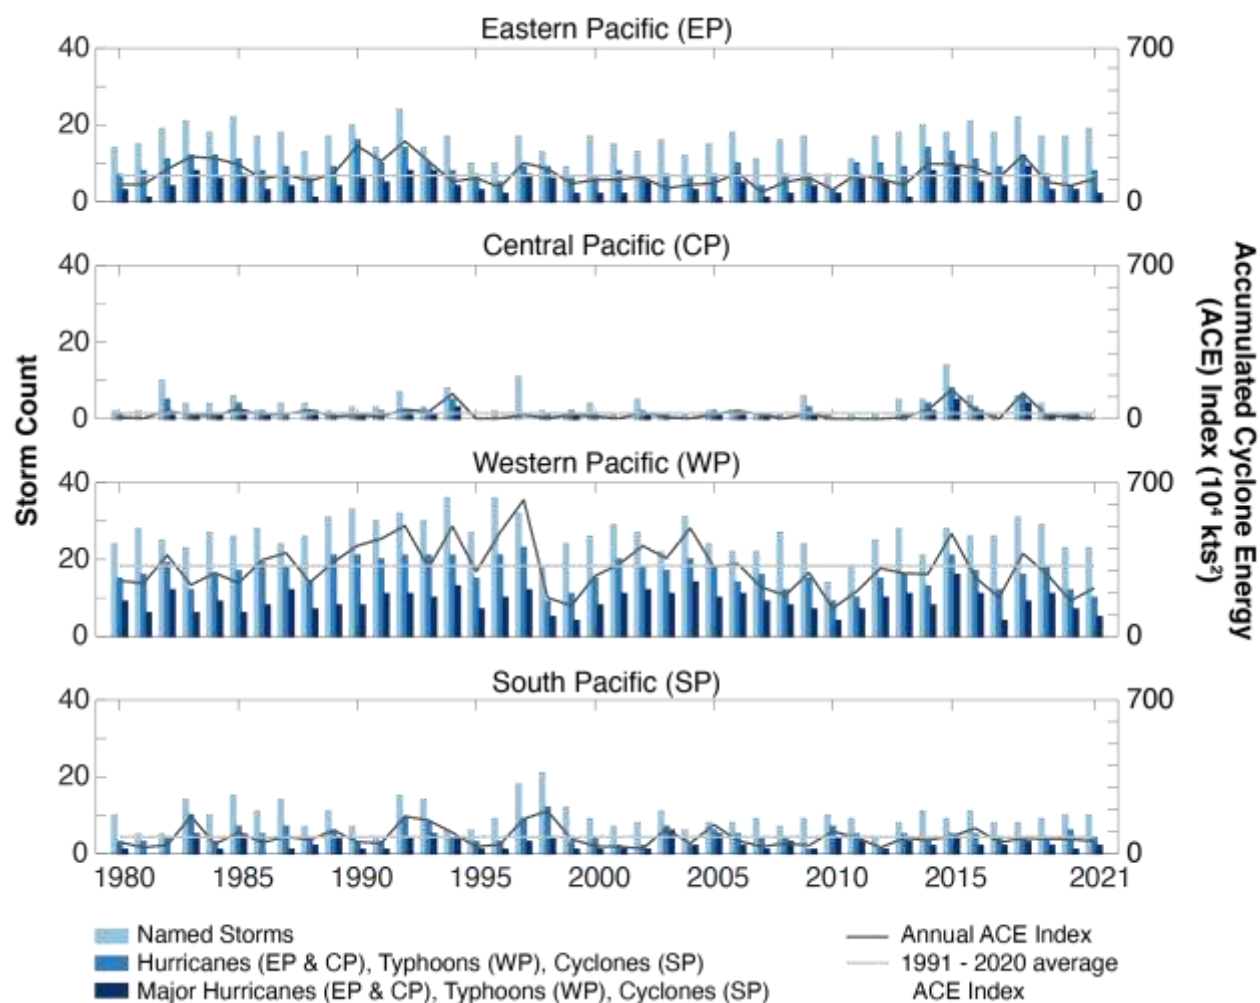 Eastern Pacific (EP)
40
20
0
700
0
Central Pacific (CP)
40
20
0
700
0
Western Pacific (WP)
40
20
0
700
0
South Pacific (SP)
40
20
0
700
0
Storm Count
Accumulated Cyclone Energy
(ACE) Index (10⁴ kts²)
1980 1985 1990 1995 2000 2005 2010 2015 2021
Named Storms
Hurricanes (EP & CP), Typhoons (WP), Cyclones (SP)
Major Hurricanes (EP & CP), Typhoons (WP), Cyclones (SP)
Annual ACE Index
1991 - 2020 average
ACE Index